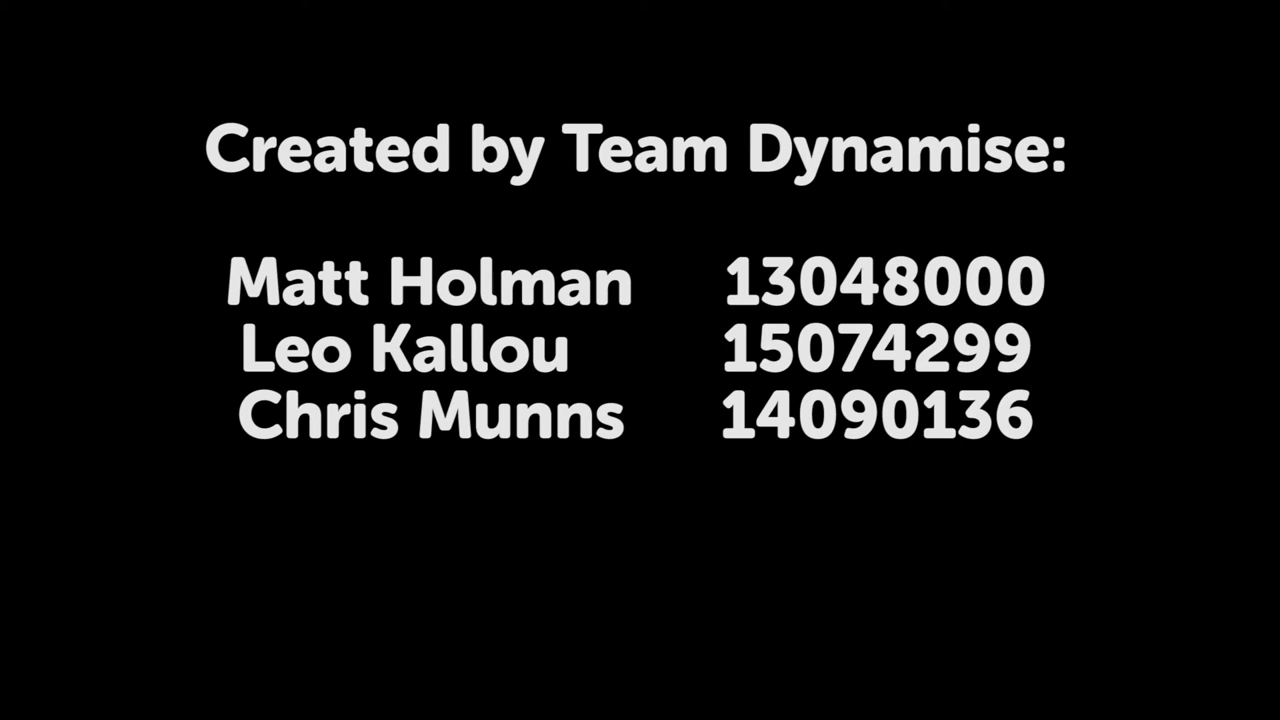 Created by Team Dynamise:
Matt Holman 13048000
Leo Kallou 15074299
Chris Munns 14090136